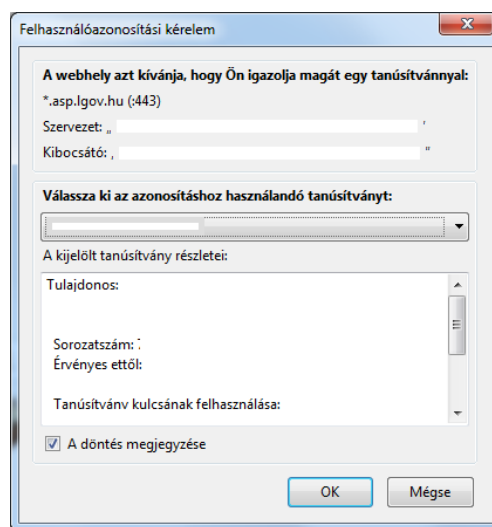 Felhasználóazonosítási kérelem
A webhely azt kívánja, hogy Ön igazolja magát egy tanúsítvánnyal:
*.asp.lgov.hu (:443)
Szervezet: „ "
Kibocsátó: , "
Válassza ki az azonosításhoz használandó tanúsítványt:
A kijelölt tanúsítvány részletei:
Tulajdonos:
Sorozatszám:
Érvényes ettől:
Tanúsítvány kulcsának felhasználása:
A döntés megjegyzése
OK Mégse